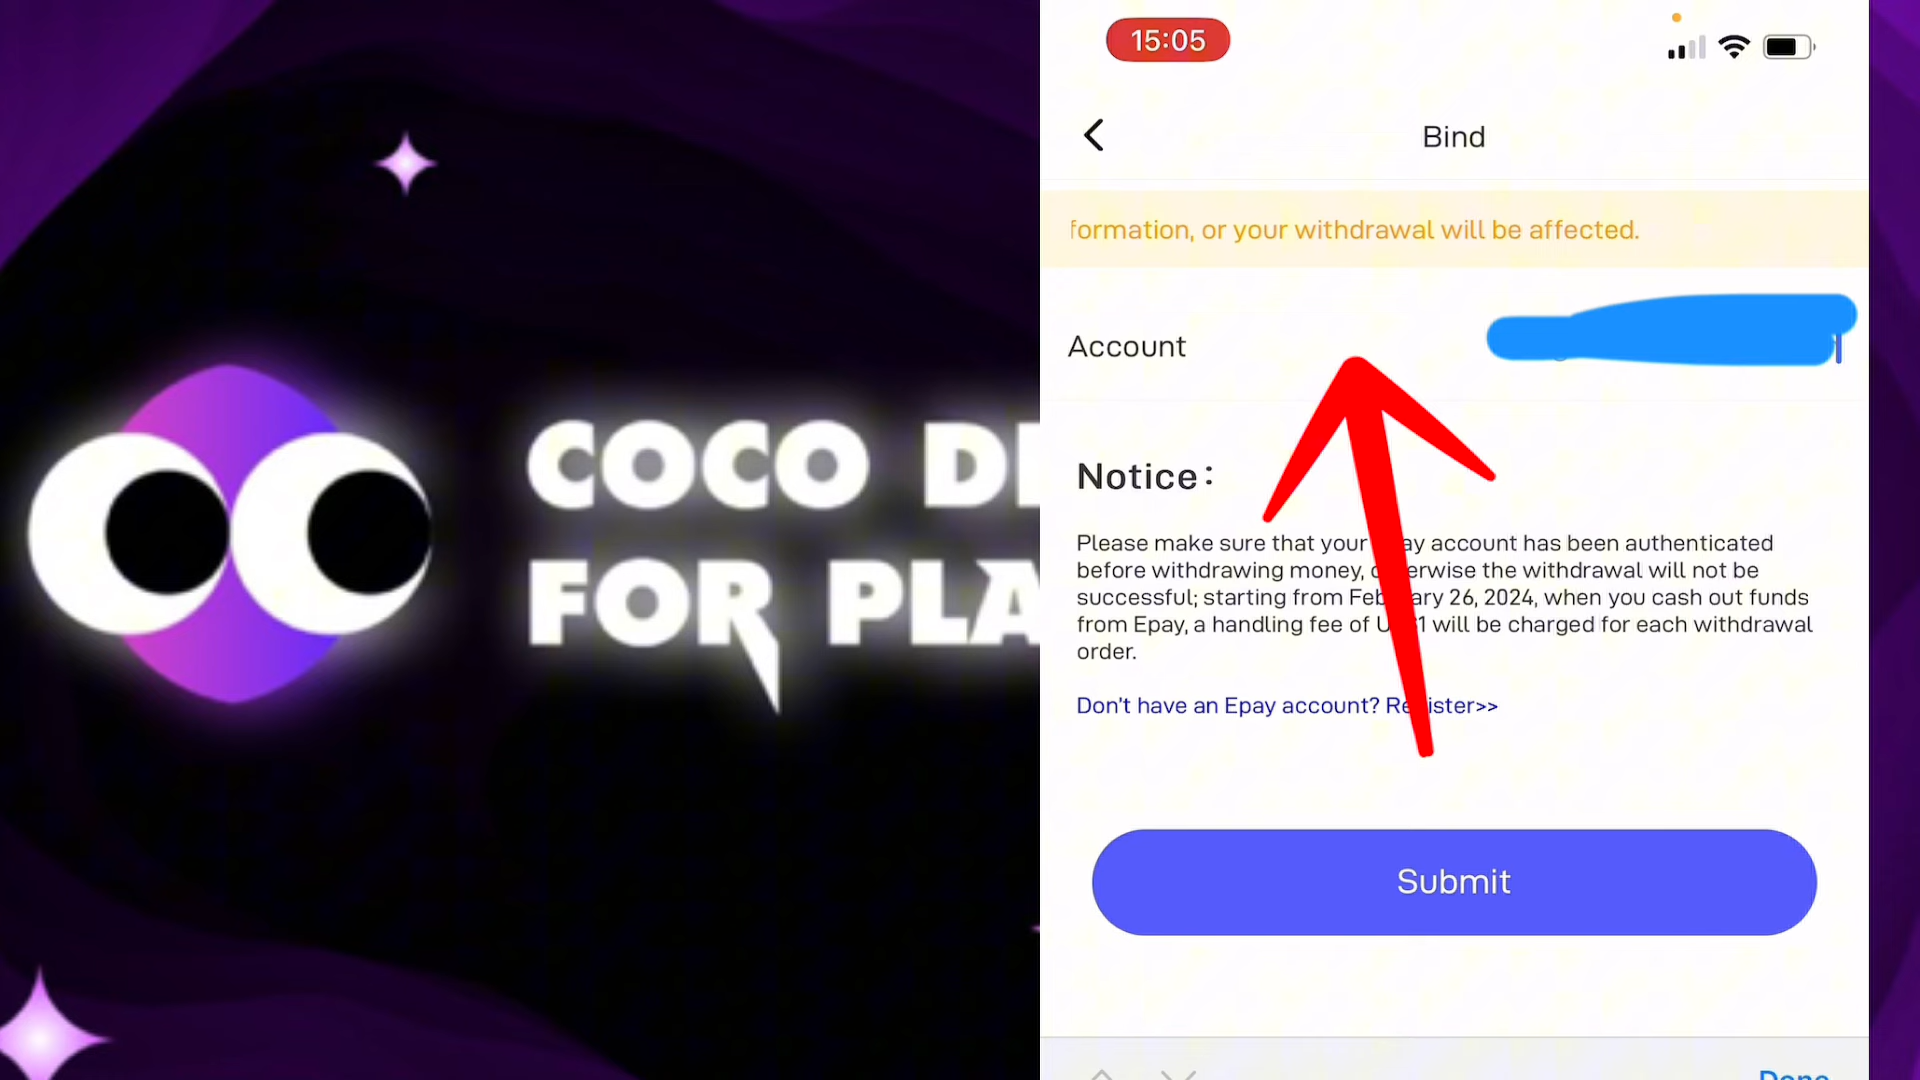 COCO
FOR
15:05
Bind
formation, or your withdrawal will be affected.
Account
Notice:
Please make sure that your ay account has been authenticated
before withdrawing money, erwise the withdrawal will not be
successful; starting from February 26, 2024, when you cash out funds
from Epay, a handling fee of U 1 will be charged for each withdrawal
order.
Don't have an Epay account? Register>>
Submit
Done